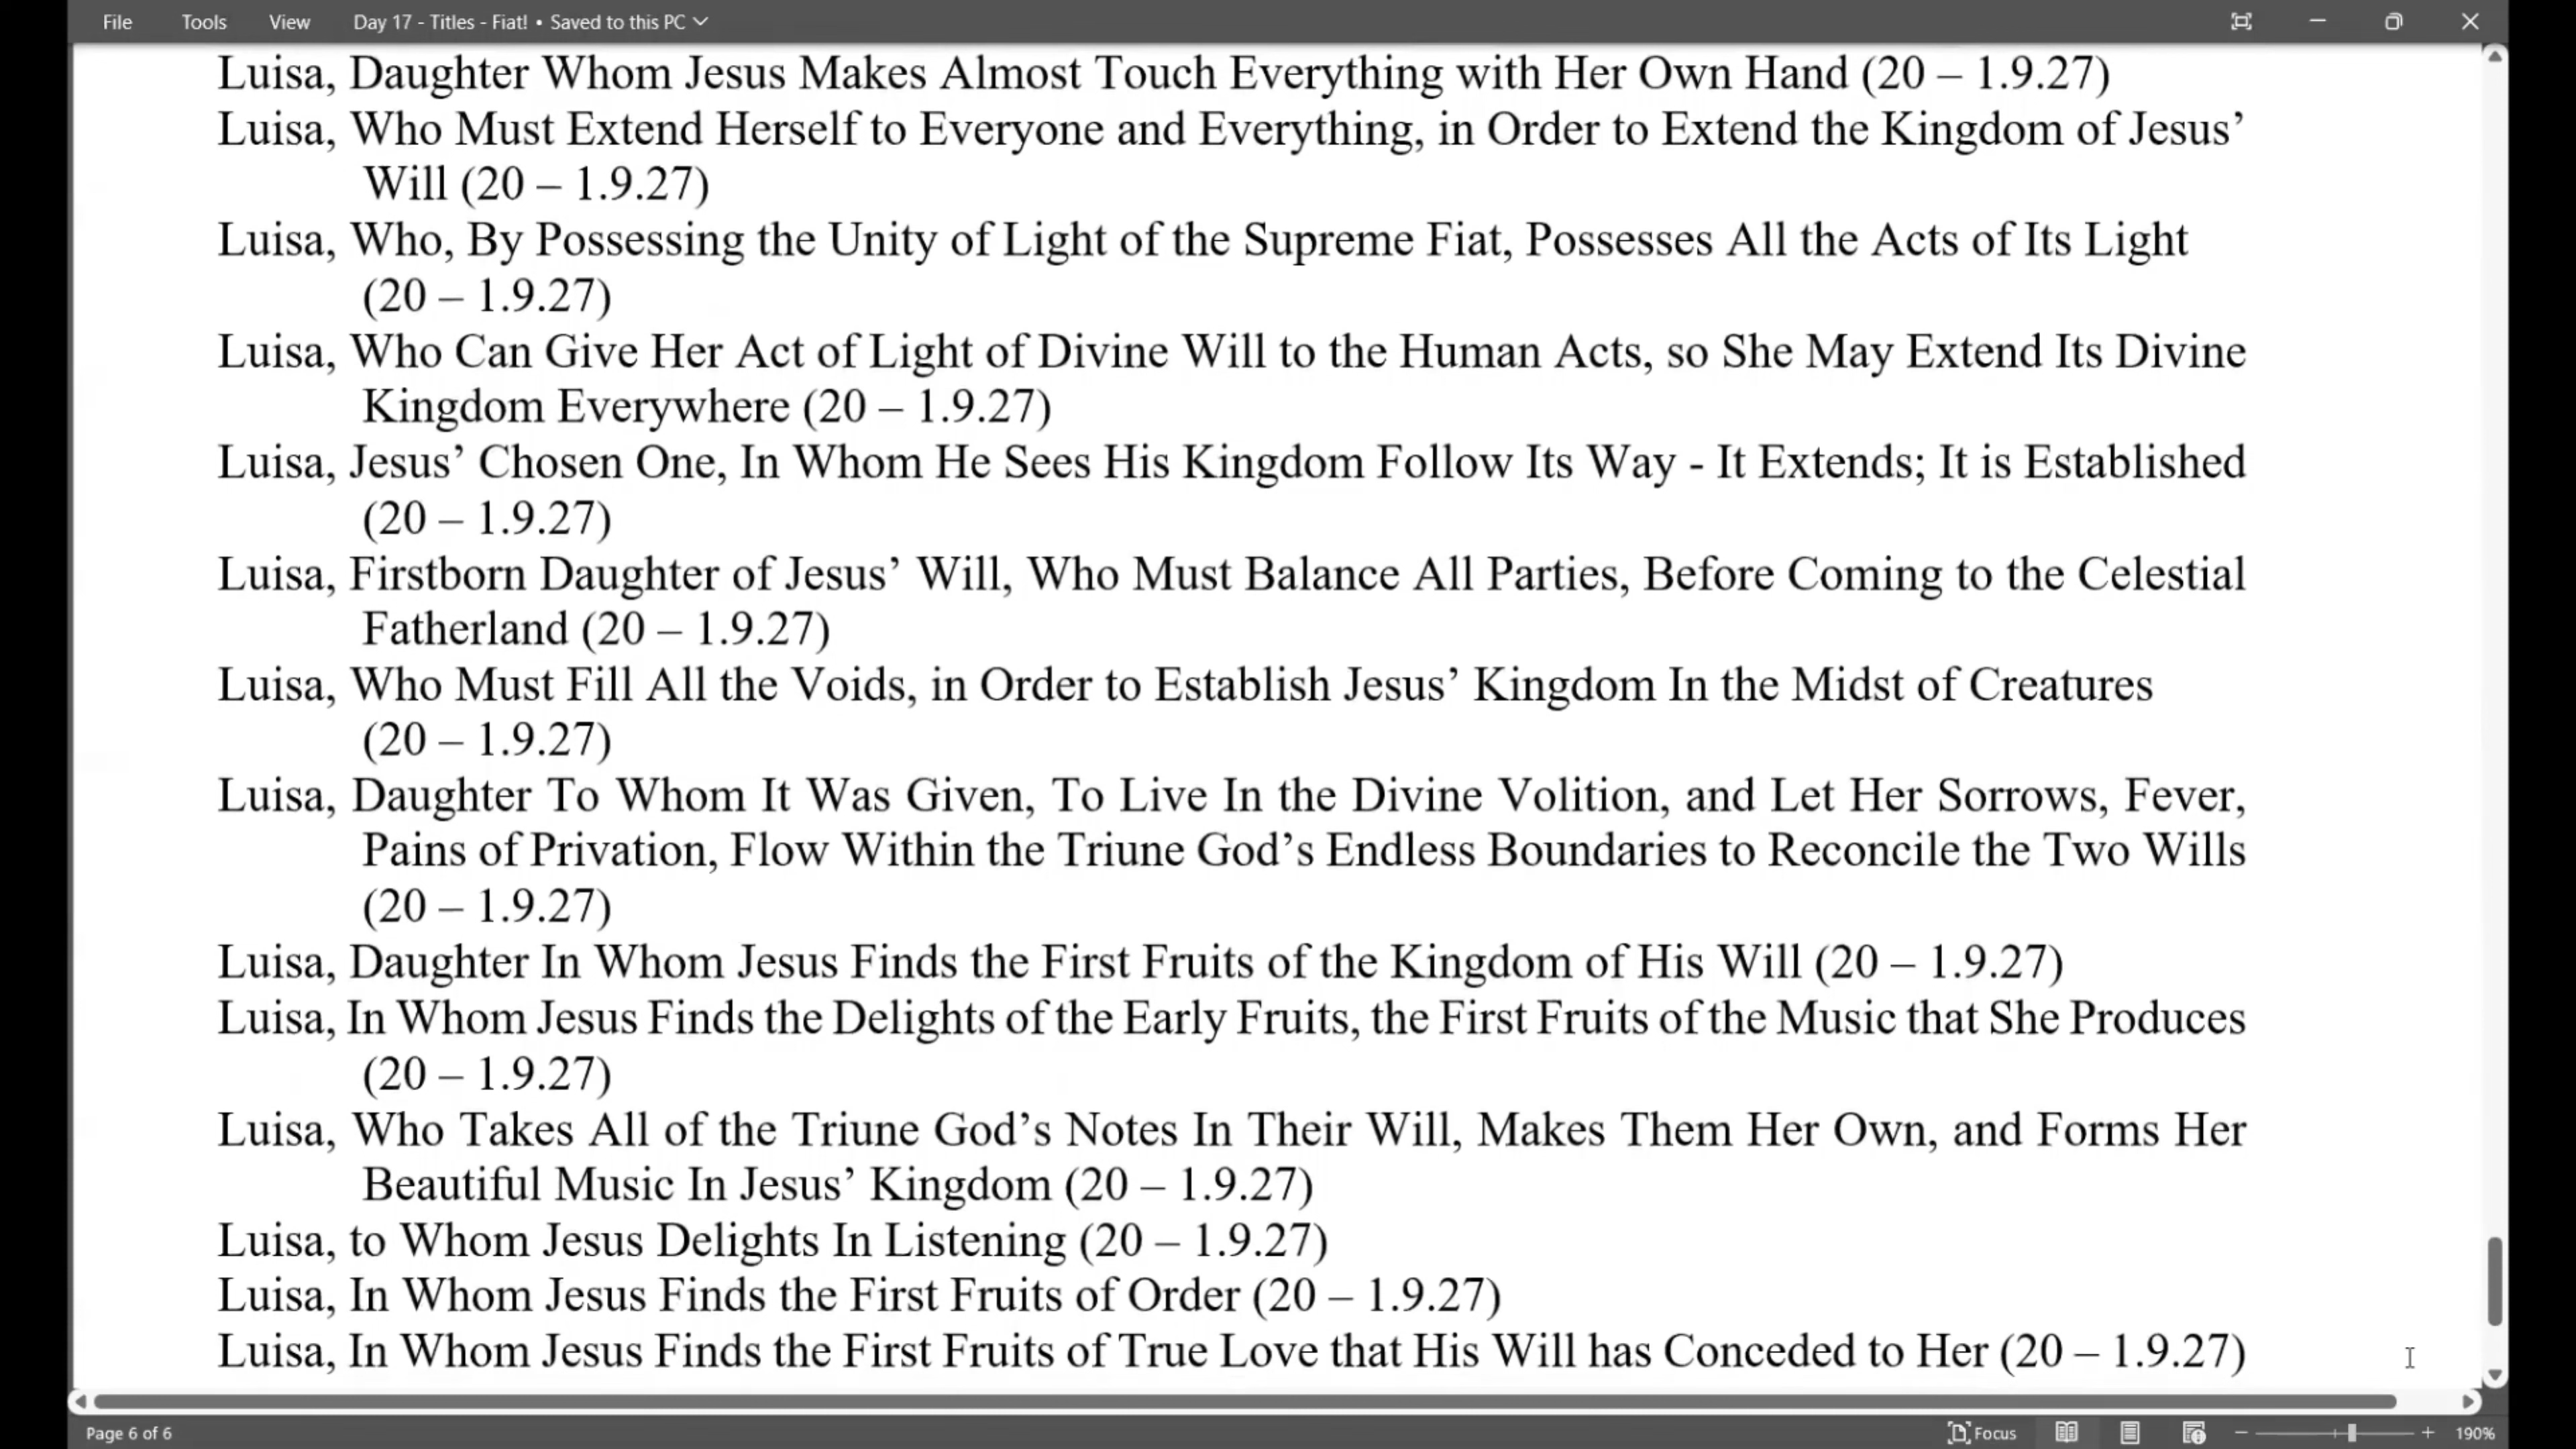 File Tools View Day 17 - Titles - Fiat! • Saved to this PC
Luisa, Daughter Whom Jesus Makes Almost Touch Everything with Her Own Hand (20 – 1.9.27)
Luisa, Who Must Extend Herself to Everyone and Everything, in Order to Extend the Kingdom of Jesus’
Will (20 – 1.9.27)
Luisa, Who, By Possessing the Unity of Light of the Supreme Fiat, Possesses All the Acts of Its Light
(20 – 1.9.27)
Luisa, Who Can Give Her Act of Light of Divine Will to the Human Acts, so She May Extend Its Divine
Kingdom Everywhere (20 – 1.9.27)
Luisa, Jesus’ Chosen One, In Whom He Sees His Kingdom Follow Its Way - It Extends; It is Established
(20 – 1.9.27)
Luisa, Firstborn Daughter of Jesus’ Will, Who Must Balance All Parties, Before Coming to the Celestial
Fatherland (20 – 1.9.27)
Luisa, Who Must Fill All the Voids, in Order to Establish Jesus’ Kingdom In the Midst of Creatures
(20 – 1.9.27)
Luisa, Daughter To Whom It Was Given, To Live In the Divine Volition, and Let Her Sorrows, Fever,
Pains of Privation, Flow Within the Triune God’s Endless Boundaries to Reconcile the Two Wills
(20 – 1.9.27)
Luisa, Daughter In Whom Jesus Finds the First Fruits of the Kingdom of His Will (20 – 1.9.27)
Luisa, In Whom Jesus Finds the Delights of the Early Fruits, the First Fruits of the Music that She Produces
(20 – 1.9.27)
Luisa, Who Takes All of the Triune God’s Notes In Their Will, Makes Them Her Own, and Forms Her
Beautiful Music In Jesus’ Kingdom (20 – 1.9.27)
Luisa, to Whom Jesus Delights In Listening (20 – 1.9.27)
Luisa, In Whom Jesus Finds the First Fruits of Order (20 – 1.9.27)
Luisa, In Whom Jesus Finds the First Fruits of True Love that His Will has Conceded to Her (20 – 1.9.27)
Page 6 of 6 Focus 190%